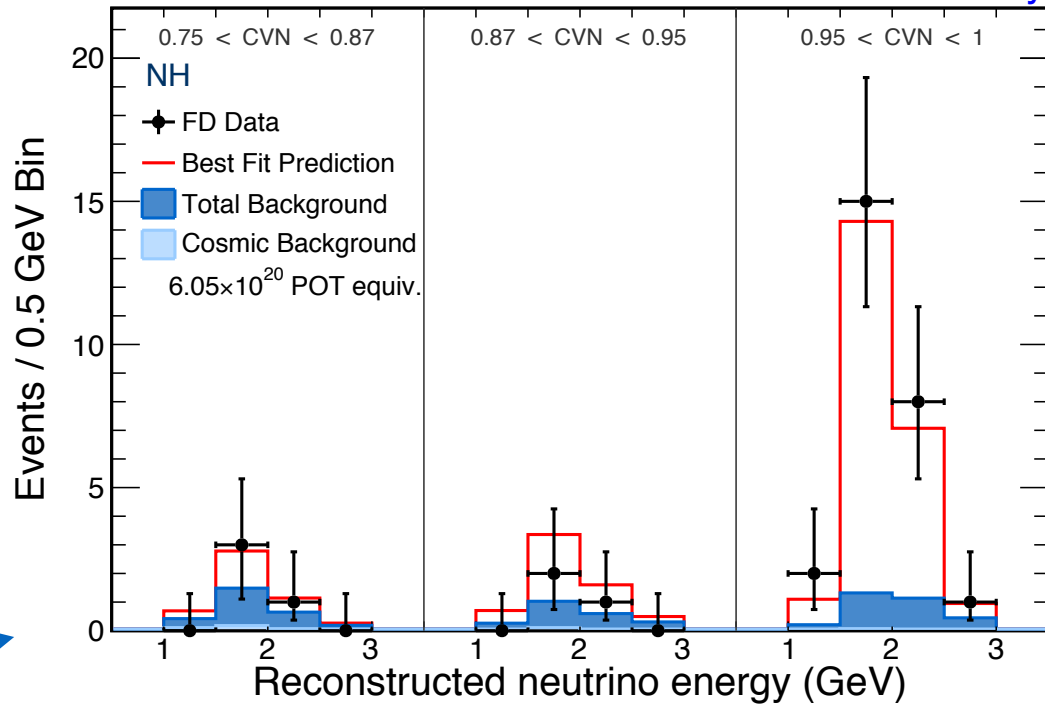 y
0.75 < CVN < 0.87
0.87 < CVN < 0.95
0.95 < CVN < 1
NH
FD Data
Best Fit Prediction
Total Background
Cosmic Background
6.05×10²⁰ POT equiv.
Events / 0.5 GeV Bin
20
15
10
5
0
1 2 3 1 2 3 1 2 3
Reconstructed neutrino energy (GeV)